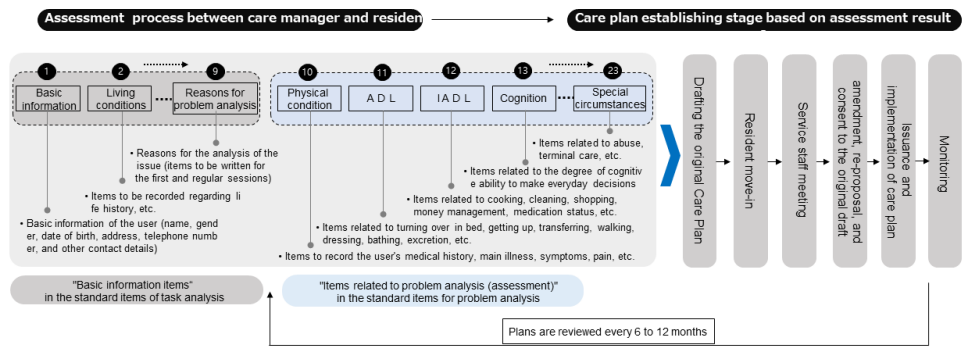 Assessment process between care manager and residen
Care plan establishing stage based on assessment result
1
2
9
10
11
12
13
23
Basic
information
Living
conditions
Reasons for
problem analysis
Physical
condition
A D L
I A D L
Cognition
Special
circumstances
• Items related to abuse,
terminal care, etc.
• Reasons for the analysis of the
issue (items to be written for
the first and regular sessions)
• Items related to the degree of cognitiv
e ability to make everyday decisions
• Items to be recorded regarding li
fe history, etc.
• Items related to cooking, cleaning, shopping,
money management, medication status, etc.
• Basic information of the user (name, gend
er, date of birth, address, telephone numb
er, and other contact details)
• Items related to turning over in bed, getting up, transferring, walking,
dressing, bathing, excretion, etc.
• Items to record the user's medical history, main illness, symptoms, pain, etc.
Drafting the original Care Plan
Resident move-in
Service staff meeting
amendment, re-proposal, and
consent to the original draft
Issuance and
implementation of care plan
Monitoring
"Basic information items"
in the standard items of task analysis
"Items related to problem analysis (assessment)"
in the standard items for problem analysis
Plans are reviewed every 6 to 12 months